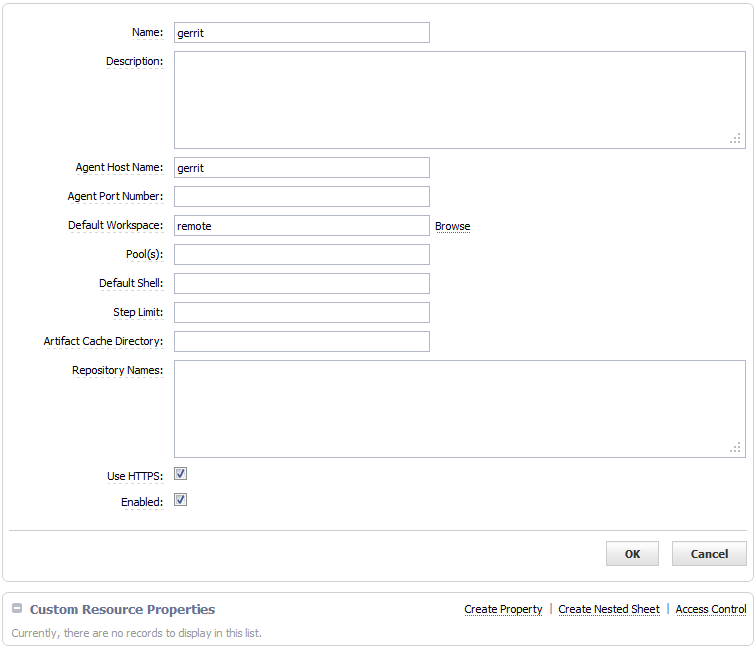 Name: gerrit
Description:
Agent Host Name: gerrit
Agent Port Number:
Default Workspace: remote Browse
Pool(s):
Default Shell:
Step Limit:
Artifact Cache Directory:
Repository Names:
Use HTTPS:
Enabled:
OK Cancel
Custom Resource Properties Create Property | Create Nested Sheet | Access Control
Currently, there are no records to display in this list.